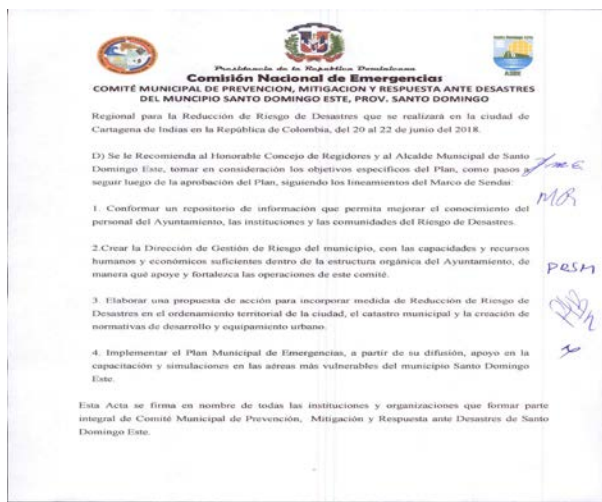 Presidencia de la República Dominicana
Comisión Nacional de Emergencias
COMITÉ MUNICIPAL DE PREVENCION, MITIGACION Y RESPUESTA ANTE DESASTRES
DEL MUNCIPIO SANTO DOMINGO ESTE, PROV. SANTO DOMINGO
Regional para la Reducción de Riesgo de Desastres que se realizará en la ciudad de
Cartagena de Indias en la República de Colombia, del 20 al 22 de junio del 2018.
D) Se le Recomienda al Honorable Concejo de Regidores y al Alcalde Municipal de Santo
Domingo Este, tomar en consideración los objetivos específicos del Plan, como pasos a
seguir luego de la aprobación del Plan, siguiendo los lineamientos del Marco de Sendai:
1. Conformar un repositorio de información que permita mejorar el conocimiento del
personal del Ayuntamiento, las instituciones y las comunidades del Riesgo de Desastres.
2.Crear la Dirección de Gestión de Riesgo del municipio, con las capacidades y recursos
humanos y económicos suficientes dentro de la estructura orgánica del Ayuntamiento, de
manera que apoye y fortalezca las operaciones de este comité.
3. Elaborar una propuesta de acción para incorporar medida de Reducción de Riesgo de
Desastres en el ordenamiento territorial de la ciudad, el catastro municipal y la creación de
normativas de desarrollo y equipamiento urbano.
4. Implementar el Plan Municipal de Emergencias, a partir de su difusión, apoyo en la
capacitación y simulaciones en las aéreas más vulnerables del municipio Santo Domingo
Este.
Esta Acta se firma en nombre de todas las instituciones y organizaciones que formar parte
integral de Comité Municipal de Prevención, Mitigación y Respuesta ante Desastres de Santo
Domingo Este.
MR
PRSM